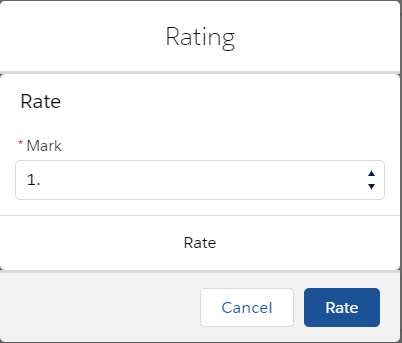 Rating
Rate
* Mark
1.
Rate
Cancel Rate